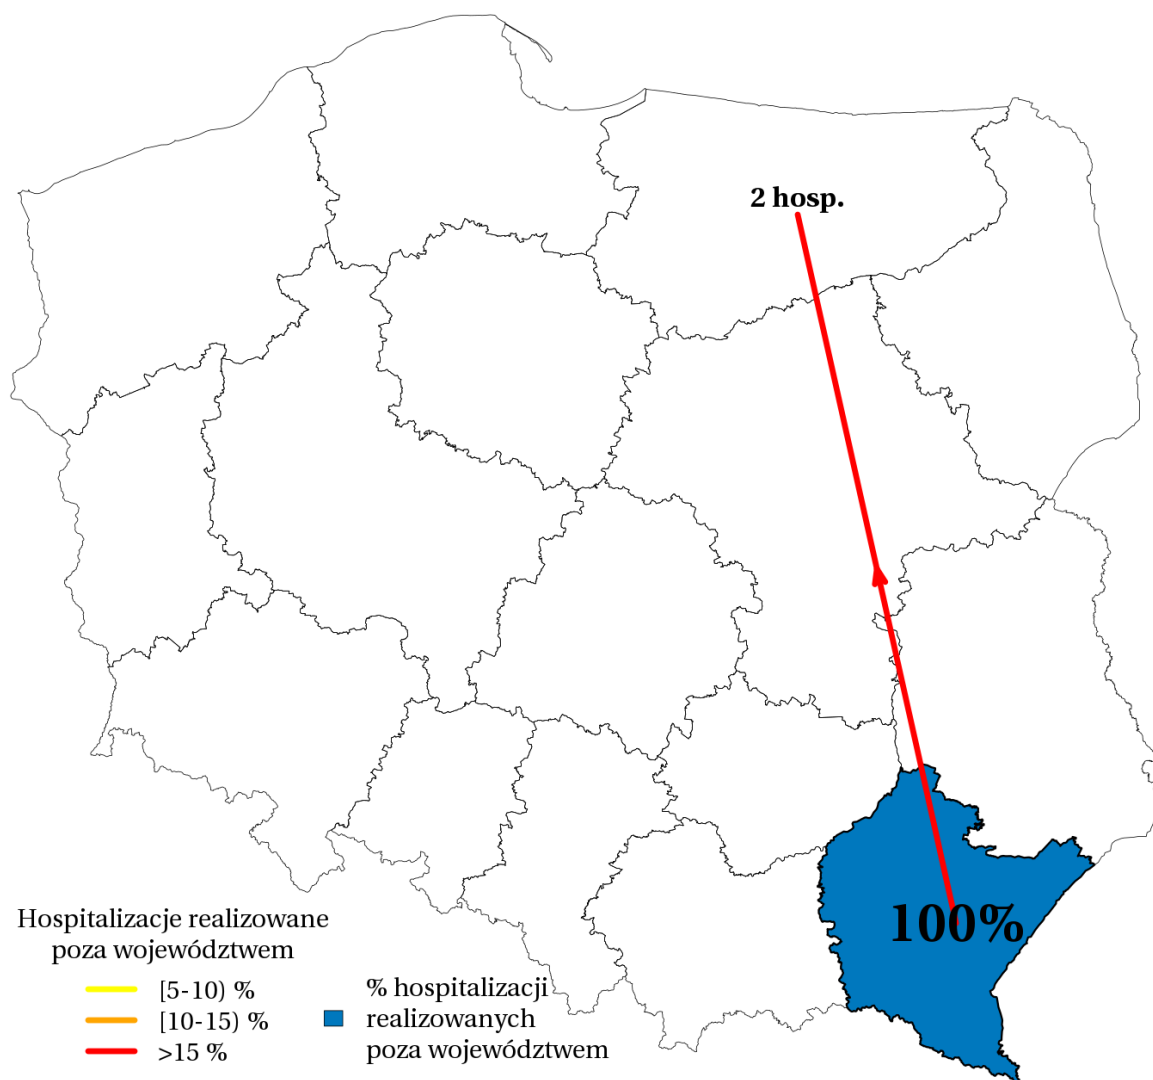 2 hosp.
100%
Hospitalizacje realizowane
poza województwem
[5-10) %
[10-15) %
>15 %
% hospitalizacji
realizowanych
poza województwem